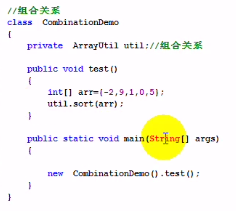 //组合关系
class CombinationDemo
{
private ArrayUtil util;//组合关系
public void test()
{
int[] arr={-2,9,1,0,5};
util.sort(arr);
}
public static void main(String[] args)
{
new CombinationDemo().test();
}
}